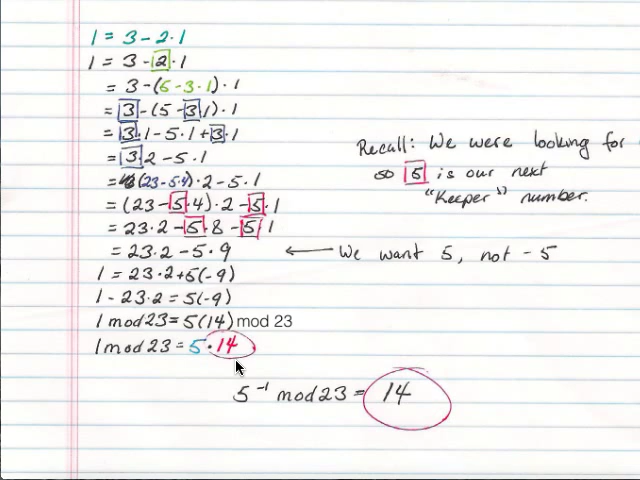 1 = 3 - 2·1
1 = 3 - 2·1
= 3 - (5 - 3·1)·1
= 3 - (5 - 3·1)·1
= 3·1 - 5·1 + 3·1
= 3·2 - 5·1
= (23 - 5·4)·2 - 5·1
= (23 - 5·4)·2 - 5·1
= 23·2 - 5·8 - 5·1
= 23·2 - 5·9
1 = 23·2 + 5(-9)
1 - 23·2 = 5(-9)
1 mod 23 = 5(14) mod 23
1 mod 23 = 5·14
Recall: We were looking for
so 5 is our next
"Keeper" number.
← We want 5, not -5
5⁻¹ mod 23 = 14